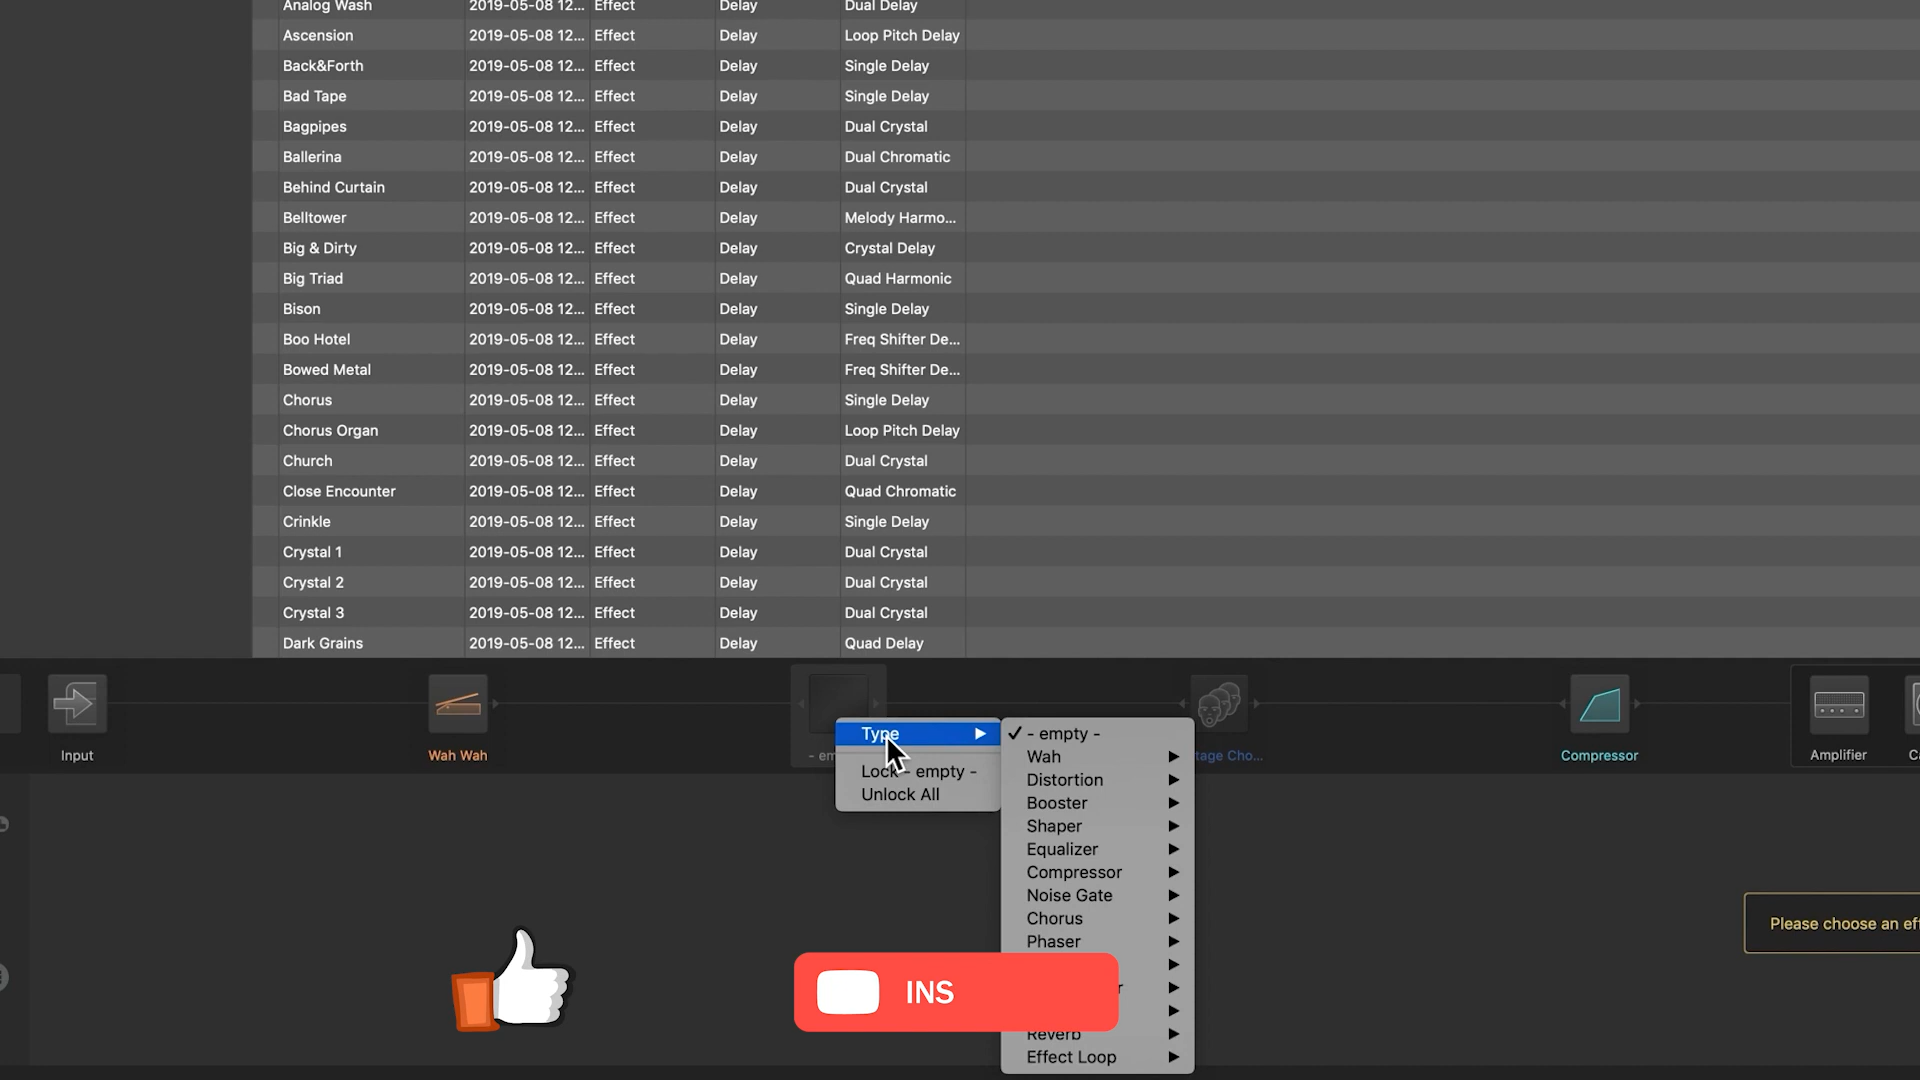 Analog Wash 2019-05-08 12... Effect Delay Dual Delay
Ascension 2019-05-08 12... Effect Delay Loop Pitch Delay
Back&Forth 2019-05-08 12... Effect Delay Single Delay
Bad Tape 2019-05-08 12... Effect Delay Single Delay
Bagpipes 2019-05-08 12... Effect Delay Dual Crystal
Ballerina 2019-05-08 12... Effect Delay Dual Chromatic
Behind Curtain 2019-05-08 12... Effect Delay Dual Crystal
Belltower 2019-05-08 12... Effect Delay Melody Harmo...
Big & Dirty 2019-05-08 12... Effect Delay Crystal Delay
Big Triad 2019-05-08 12... Effect Delay Quad Harmonic
Bison 2019-05-08 12... Effect Delay Single Delay
Boo Hotel 2019-05-08 12... Effect Delay Freq Shifter De...
Bowed Metal 2019-05-08 12... Effect Delay Freq Shifter De...
Chorus 2019-05-08 12... Effect Delay Single Delay
Chorus Organ 2019-05-08 12... Effect Delay Loop Pitch Delay
Church 2019-05-08 12... Effect Delay Dual Crystal
Close Encounter 2019-05-08 12... Effect Delay Quad Chromatic
Crinkle 2019-05-08 12... Effect Delay Single Delay
Crystal 1 2019-05-08 12... Effect Delay Dual Crystal
Crystal 2 2019-05-08 12... Effect Delay Dual Crystal
Crystal 3 2019-05-08 12... Effect Delay Dual Crystal
Dark Grains 2019-05-08 12... Effect Delay Quad Delay
Input
Wah Wah
- em
tage Cho...
Compressor
Amplifier
Type
Lock - empty -
Unlock All
✓ - empty -
Wah
Distortion
Booster
Shaper
Equalizer
Compressor
Noise Gate
Chorus
Phaser
Reverb
Effect Loop
Please choose an eff
INS